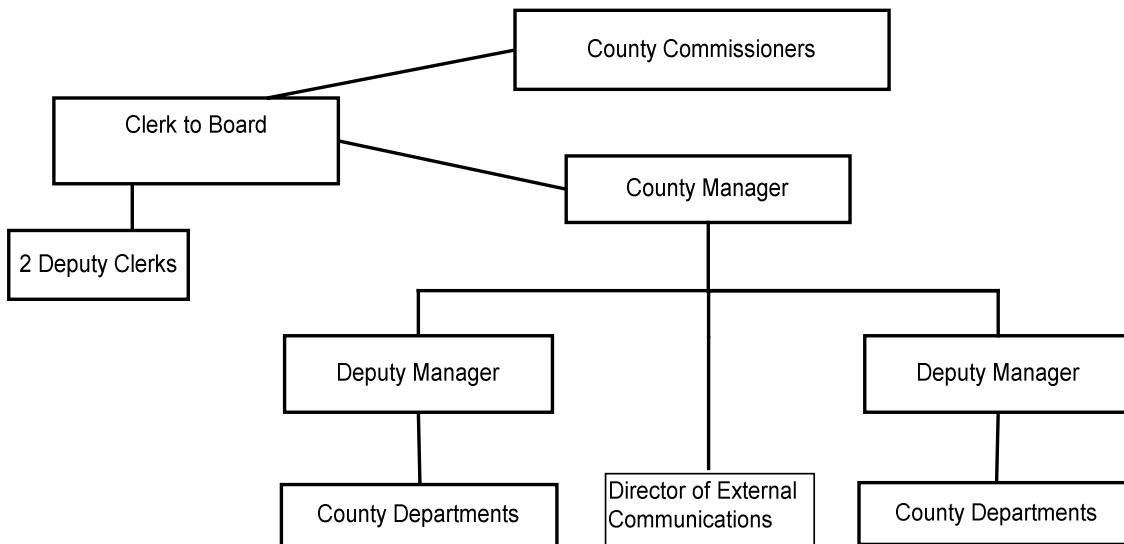 County Commissioners
Clerk to Board
County Manager
2 Deputy Clerks
Deputy Manager
Deputy Manager
County Departments
Director of External
Communications
County Departments